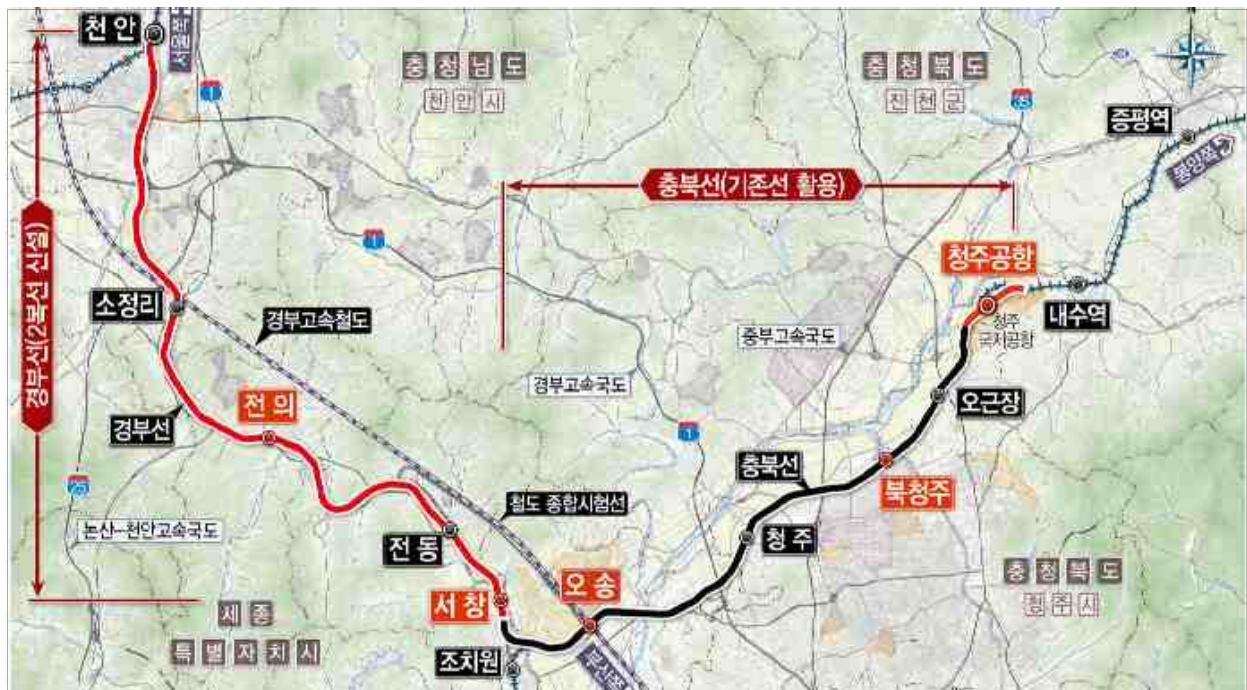 천안
충청남도
천안시
충청북도
진천군
35
1
증평역
충북선(기존선 활용)
경부선(2복선 신설)
1
청주공항
소정리
경부고속철도
내수역
청주
국제공항
중부고속국도
경부고속국도
전의
오근장
경부선
1
충북선
북청주
25
철도 종합시험선
논산-천안고속국도
전동
청주
충청북도
청주시
서창
오송
세종
특별자치시
조치원